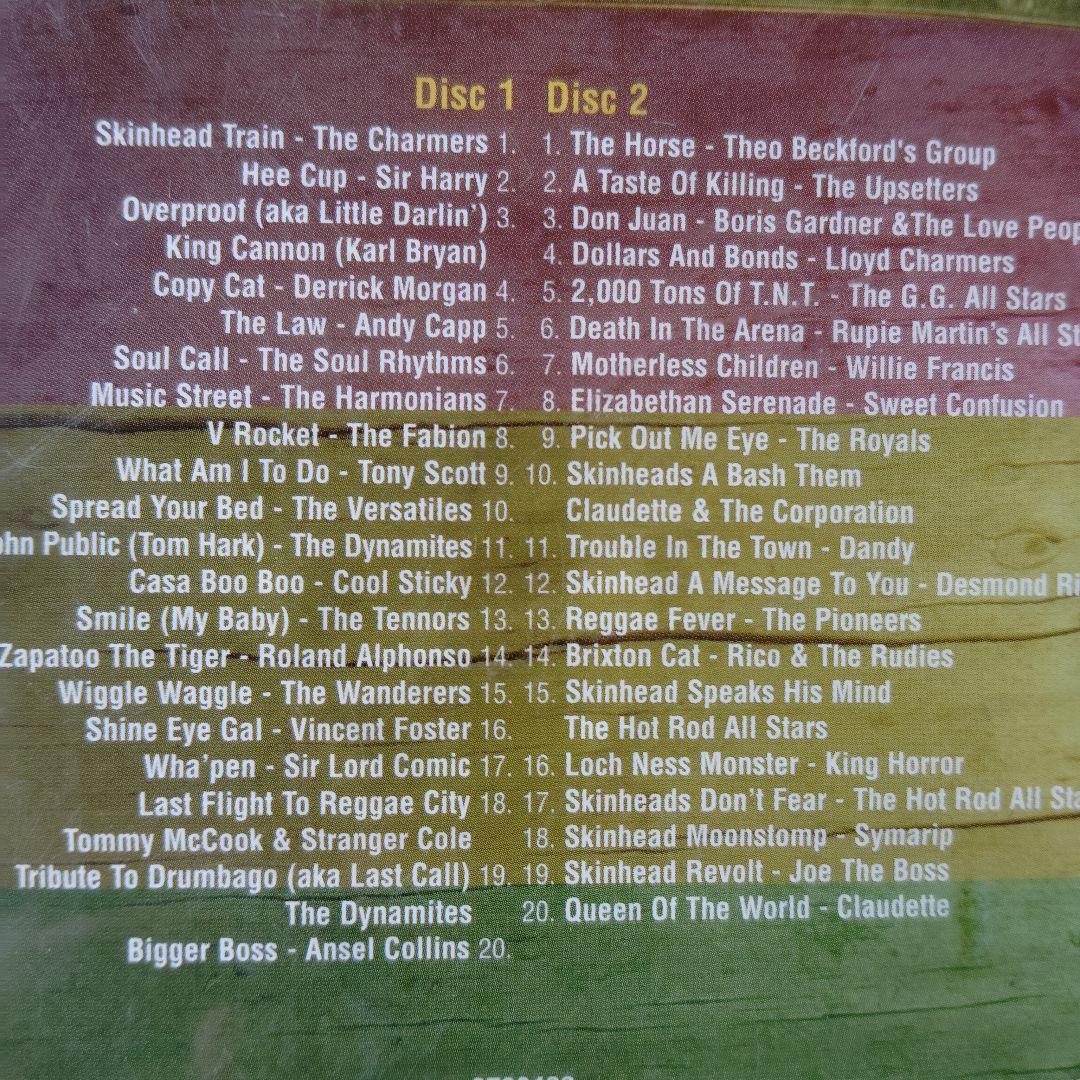 Disc 1
Skinhead Train - The Charmers 1.
Hee Cup - Sir Harry 2.
Overproof (aka Little Darlin') 3.
King Cannon (Karl Bryan)
Copy Cat - Derrick Morgan 4.
The Law - Andy Capp 5.
Soul Call - The Soul Rhythms 6.
Music Street - The Harmonians 7.
V Rocket - The Fabion 8.
What Am I To Do - Tony Scott 9.
Spread Your Bed - The Versatiles 10.
Public (Tom Hark) - The Dynamites 11.
Casa Boo Boo - Cool Sticky 12.
Smile (My Baby) - The Tennors 13.
Zapatoo The Tiger - Roland Alphonso 14.
Wiggle Waggle - The Wanderers 15.
Shine Eye Gal - Vincent Foster 16.
Wha'pen - Sir Lord Comic 17.
Last Flight To Reggae City 18.
Tommy McCook & Stranger Cole
Tribute To Drumbago (aka Last Call) 19.
The Dynamites
Bigger Boss - Ansel Collins 20.
Disc 2
1. The Horse - Theo Beckford's Group
2. A Taste Of Killing - The Upsetters
3. Don Juan - Boris Gardner &The Love
4. Dollars And Bonds - Lloyd Charmers
5. 2,000 Tons Of T.N.T. - The G.G. All Stars
6. Death In The Arena - Rupie Martin's All
7. Motherless Children - Willie Francis
8. Elizabethan Serenade - Sweet Confusion
9. Pick Out Me Eye - The Royals
10. Skinheads A Bash Them
Claudette & The Corporation
11. Trouble In The Town - Dandy
12. Skinhead A Message To You - Desmond
13. Reggae Fever - The Pioneers
14. Brixton Cat - Rico & The Rudies
15. Skinhead Speaks His Mind
The Hot Rod All Stars
16. Loch Ness Monster - King Horror
17. Skinheads Don't Fear - The Hot Rod All
18. Skinhead Moonstomp - Symarip
19. Skinhead Revolt - Joe The Boss
20. Queen Of The World - Claudette